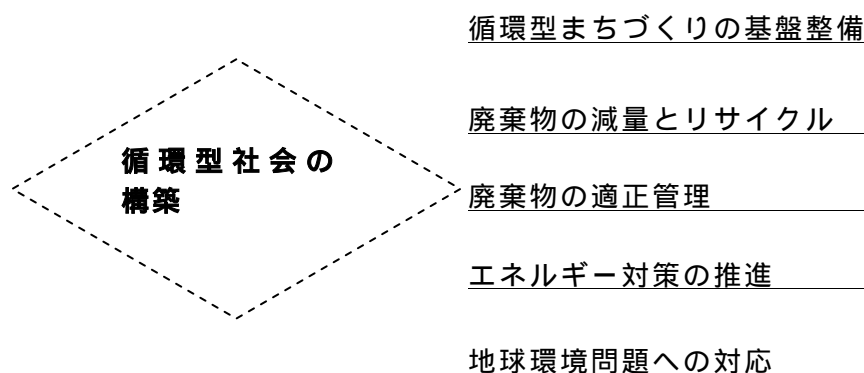 循環型まちづくりの基盤整備
廃棄物の減量とリサイクル
循環型社会の
構築
廃棄物の適正管理
エネルギー対策の推進
地球環境問題への対応